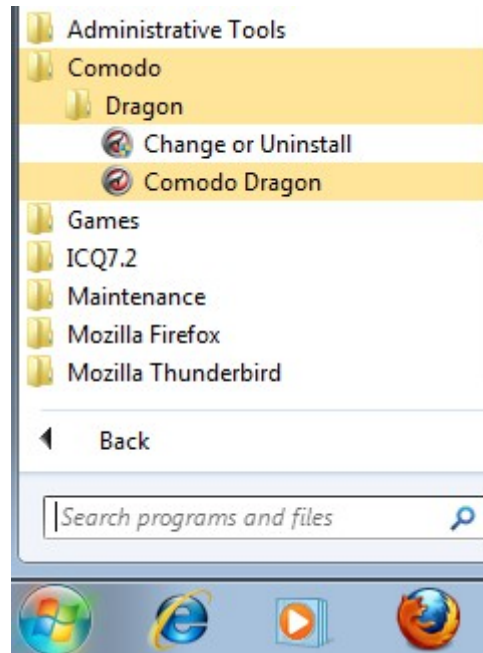 Administrative Tools
Comodo
Dragon
Change or Uninstall
Comodo Dragon
Games
ICQ7.2
Maintenance
Mozilla Firefox
Mozilla Thunderbird
Back
Search programs and files